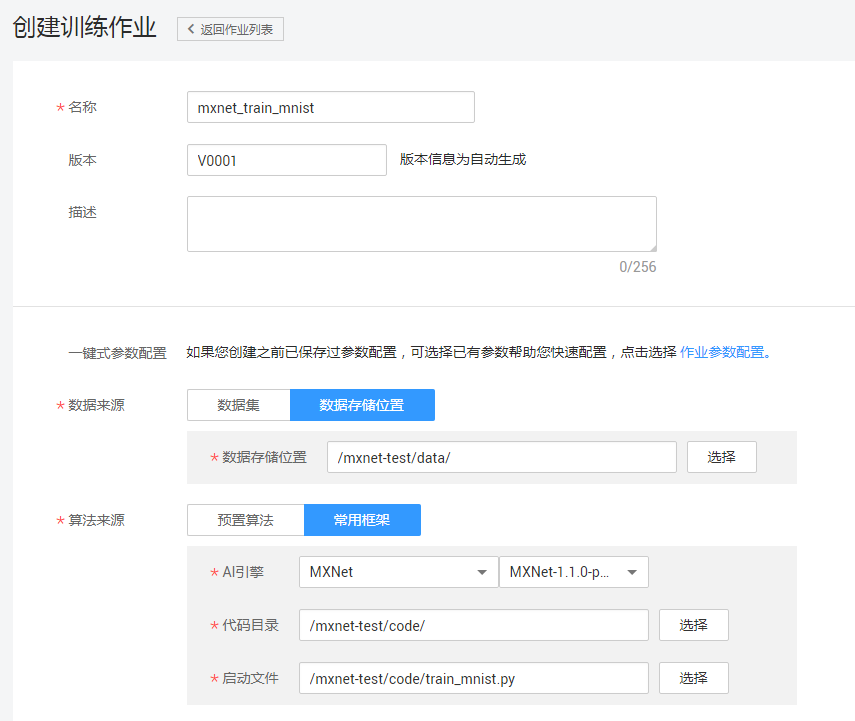 创建训练作业 返回作业列表
* 名称 mxnet_train_mnist
版本 V0001 版本信息为自动生成
描述
0/256
一键式参数配置 如果您创建之前已保存过参数配置，可选择已有参数帮助您快速配置，点击选择 作业参数配置。
* 数据来源 数据集 数据存储位置
* 数据存储位置 /mxnet-test/data/ 选择
* 算法来源 预置算法 常用框架
* AI引擎 MXNet MXNet-1.1.0-p...
* 代码目录 /mxnet-test/code/ 选择
* 启动文件 /mxnet-test/code/train_mnist.py 选择